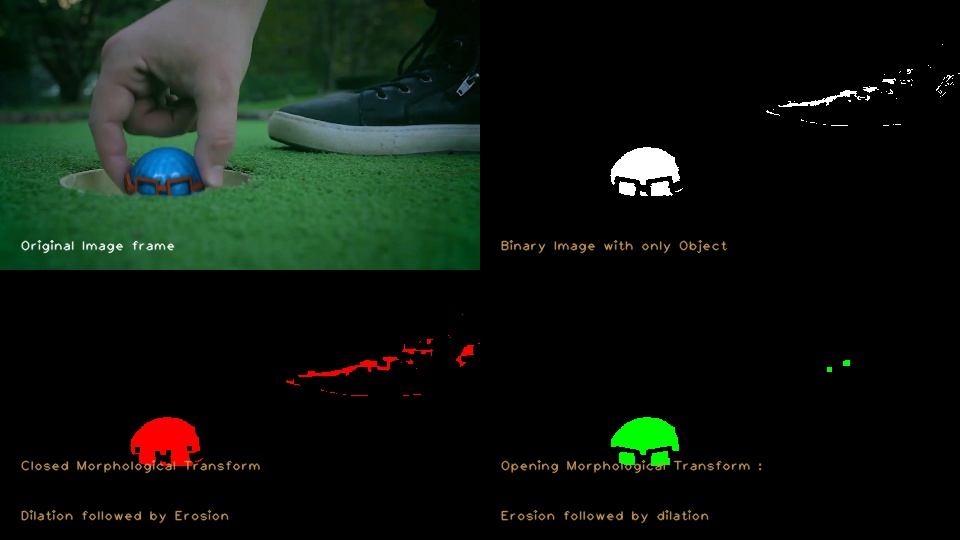 Original Image frame
Binary Image with only Object
Closed Morphological Transform
Dilation followed by Erosion
Opening Morphological Transform :
Erosion followed by dilation